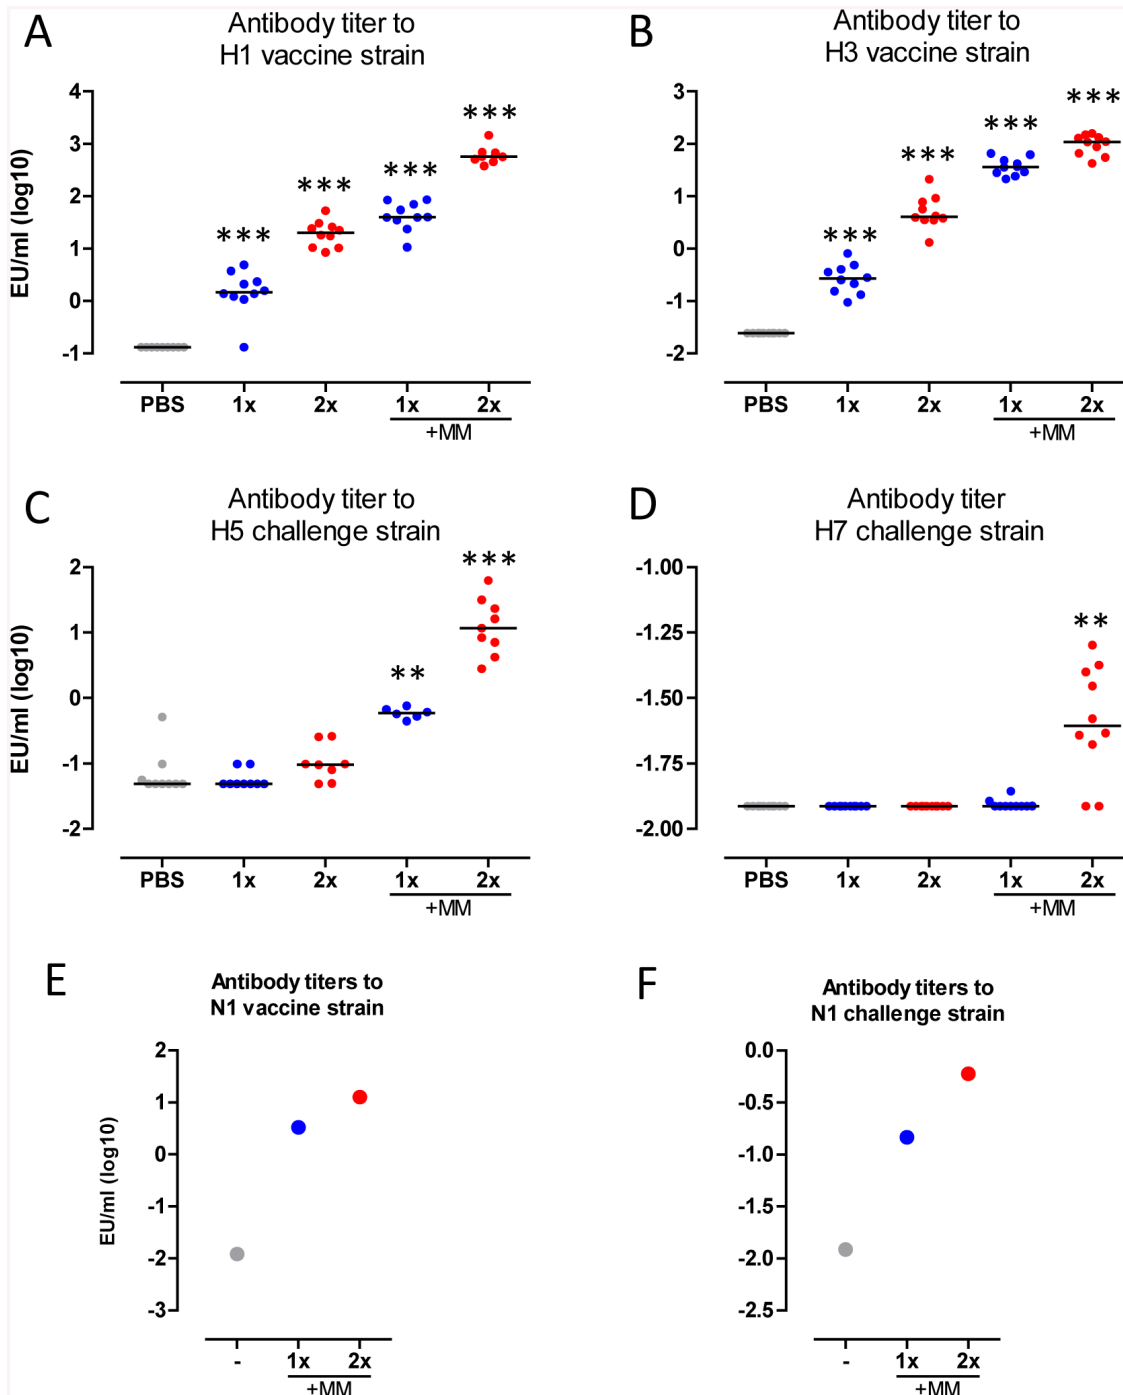 A
Antibody titer to
H1 vaccine strain
EU/ml (log10)
4
3
2
1
0
-1
***
***
***
***
PBS 1x 2x 1x 2x
+MM
B
Antibody titer to
H3 vaccine strain
3
2
1
0
-1
-2
***
***
***
***
PBS 1x 2x 1x 2x
+MM
C
Antibody titer to
H5 challenge strain
EU/ml (log10)
2
1
0
-1
-2
**
***
PBS 1x 2x 1x 2x
+MM
D
Antibody titer
H7 challenge strain
-1.00
-1.25
-1.50
-1.75
-2.00
**
PBS 1x 2x 1x 2x
+MM
E
Antibody titers to
N1 vaccine strain
EU/ml (log10)
2
1
0
-1
-2
-3
- 1x 2x
+MM
F
Antibody titers to
N1 challenge strain
0.0
-0.5
-1.0
-1.5
-2.0
-2.5
- 1x 2x
+MM